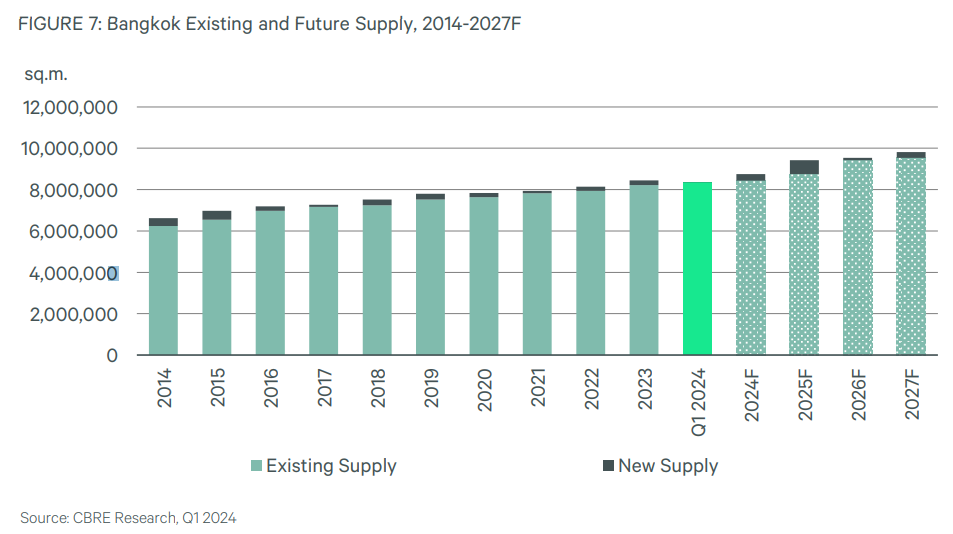 FIGURE 7: Bangkok Existing and Future Supply, 2014-2027F
sq.m.
12,000,000
10,000,000
8,000,000
6,000,000
4,000,000
2,000,000
0
2014
2015
2016
2017
2018
2019
2020
2021
2022
2023
Q1 2024
2024F
2025F
2026F
2027F
Existing Supply
New Supply
Source: CBRE Research, Q1 2024